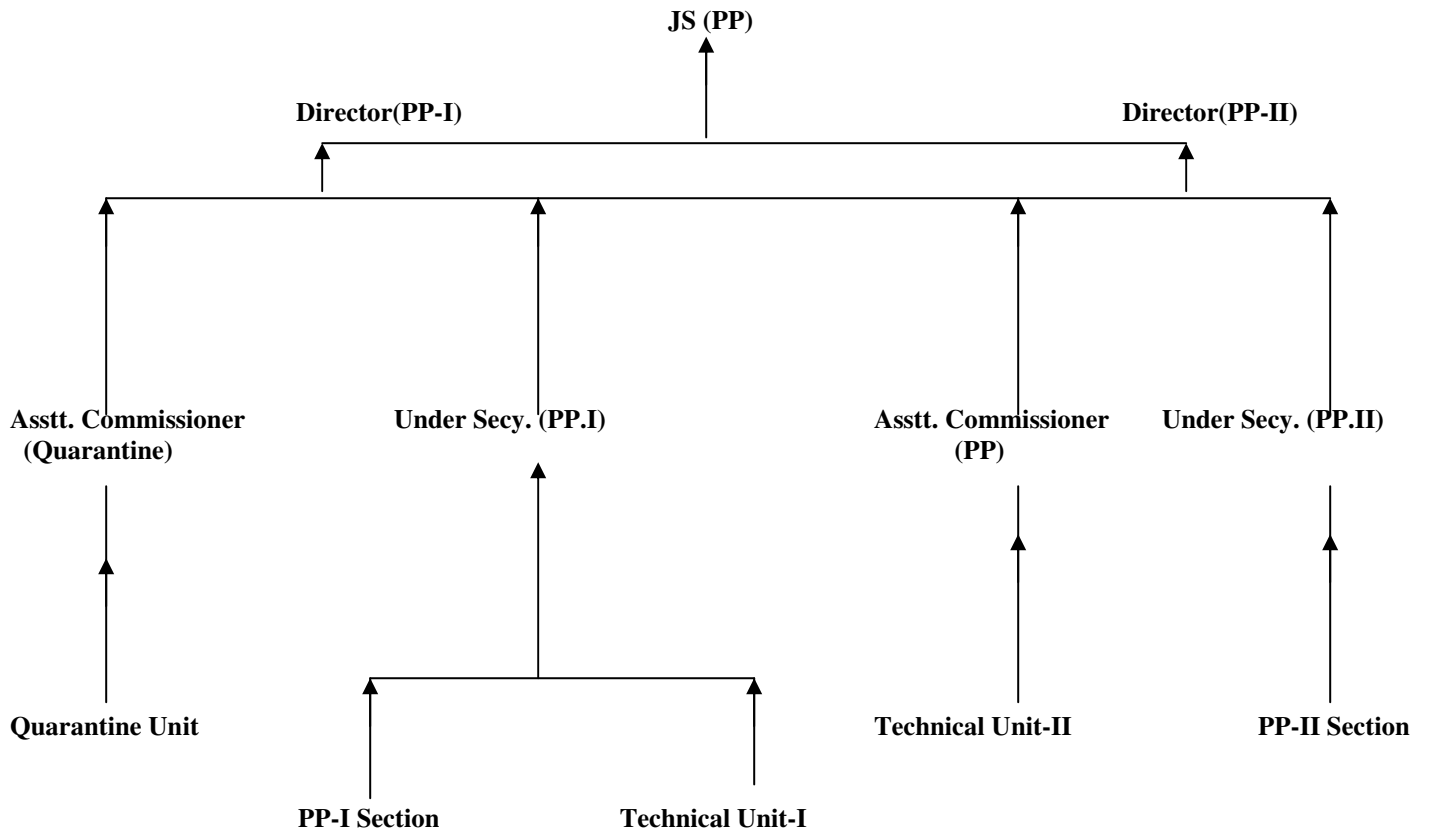 JS (PP)
Director(PP-I)
Director(PP-II)
Asstt. Commissioner
(Quarantine)
Under Secy. (PP.I)
Asstt. Commissioner
(PP)
Under Secy. (PP.II)
Quarantine Unit
Technical Unit-II
PP-II Section
PP-I Section
Technical Unit-I